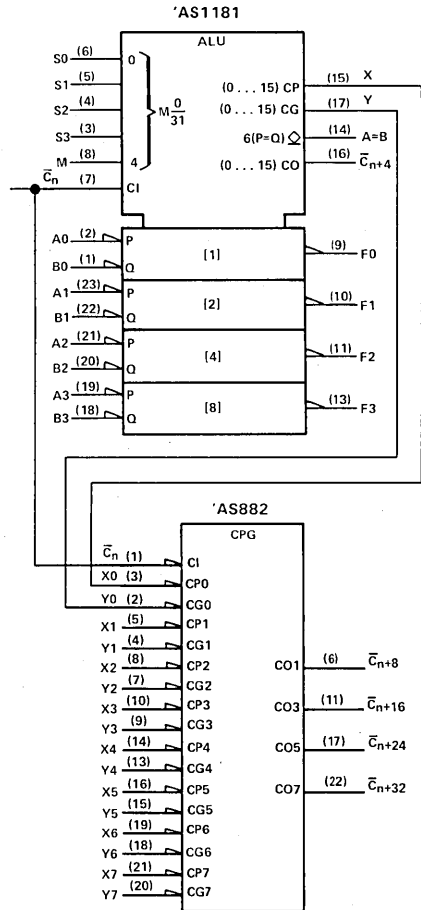 'AS1181
ALU
S0 (6) 0
S1 (5)
S2 (4)
S3 (3)
M (8) 4
M 0/31
C̅n (7) CI
(0 . . . 15) CP (15) X
(0 . . . 15) CG (17) Y
6(P=Q) (14) A=B
(0 . . . 15) CO (16) C̅n+4
A0 (2) P
B0 (1) Q
[1] (9) F0
A1 (23) P
B1 (22) Q
[2] (10) F1
A2 (21)
B2 (20)
[4] (11) F2
A3 (19) P
B3 (18) Q
[8] (13) F3
'AS882
CPG
C̅n (1) CI
X0 (3) CP0
Y0 (2) CG0
X1 (5) CP1
Y1 (4) CG1
X2 (8) CP2
Y2 (7) CG2
X3 (10) CP3
Y3 (9) CG3
X4 (14) CP4
Y4 (13) CG4
X5 (16) CP5
Y5 (15) CG5
X6 (19) CP6
Y6 (18) CG6
X7 (21) CP7
Y7 (20) CG7
CO1 (6) C̅n+8
CO3 (11) C̅n+16
CO5 (17) C̅n+24
CO7 (22) C̅n+32